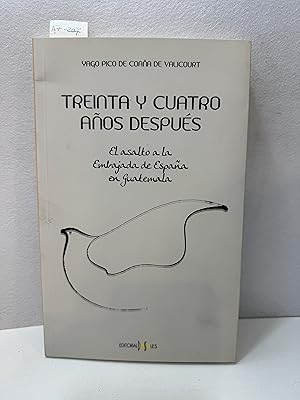 YAGO PICO DE COAÑA DE VALICOURT
TREINTA Y CUATRO
AÑOS DESPUÉS
El asalto a la
Embajada de España
en Guatemala
EDITORIAL